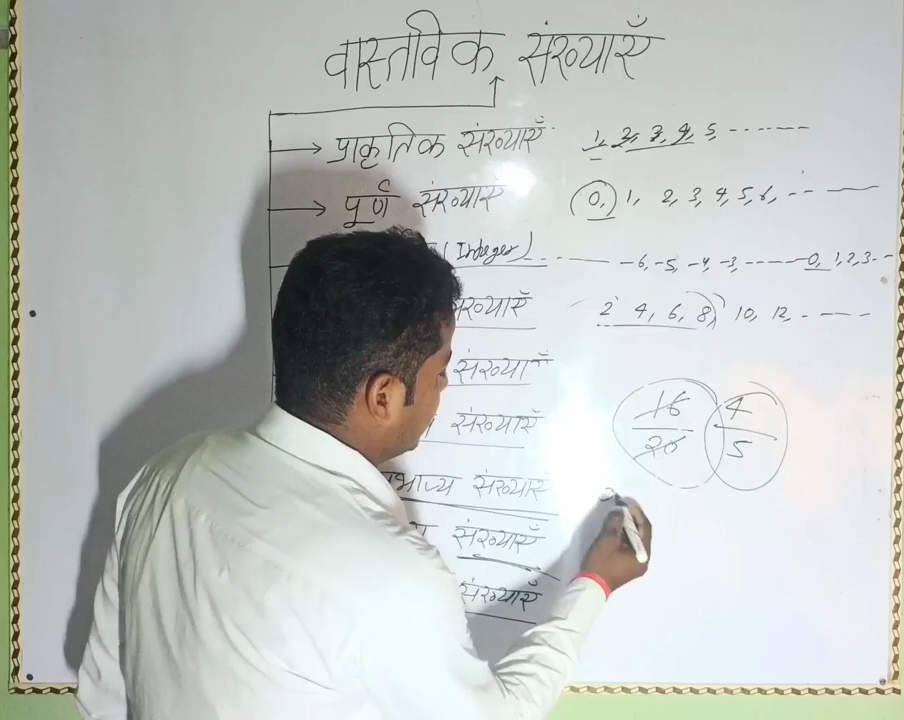 वास्तविक संख्याएँ
प्राकृतिक संख्याएँ 1, 2, 3, 4, 5, -------
पूर्ण संख्याएँ 0, 1, 2, 3, 4, 5, 6, -----
(Integer) ------ -6, -5, -4, -3, ------0, 1, 2, 3--
संख्याएँ 2 4, 6, 8, 10, 12, -----
संख्याएँ
16 4
संख्याएँ
20 5
भाज्य संख्याएँ
संख्याएँ
संख्याएँ